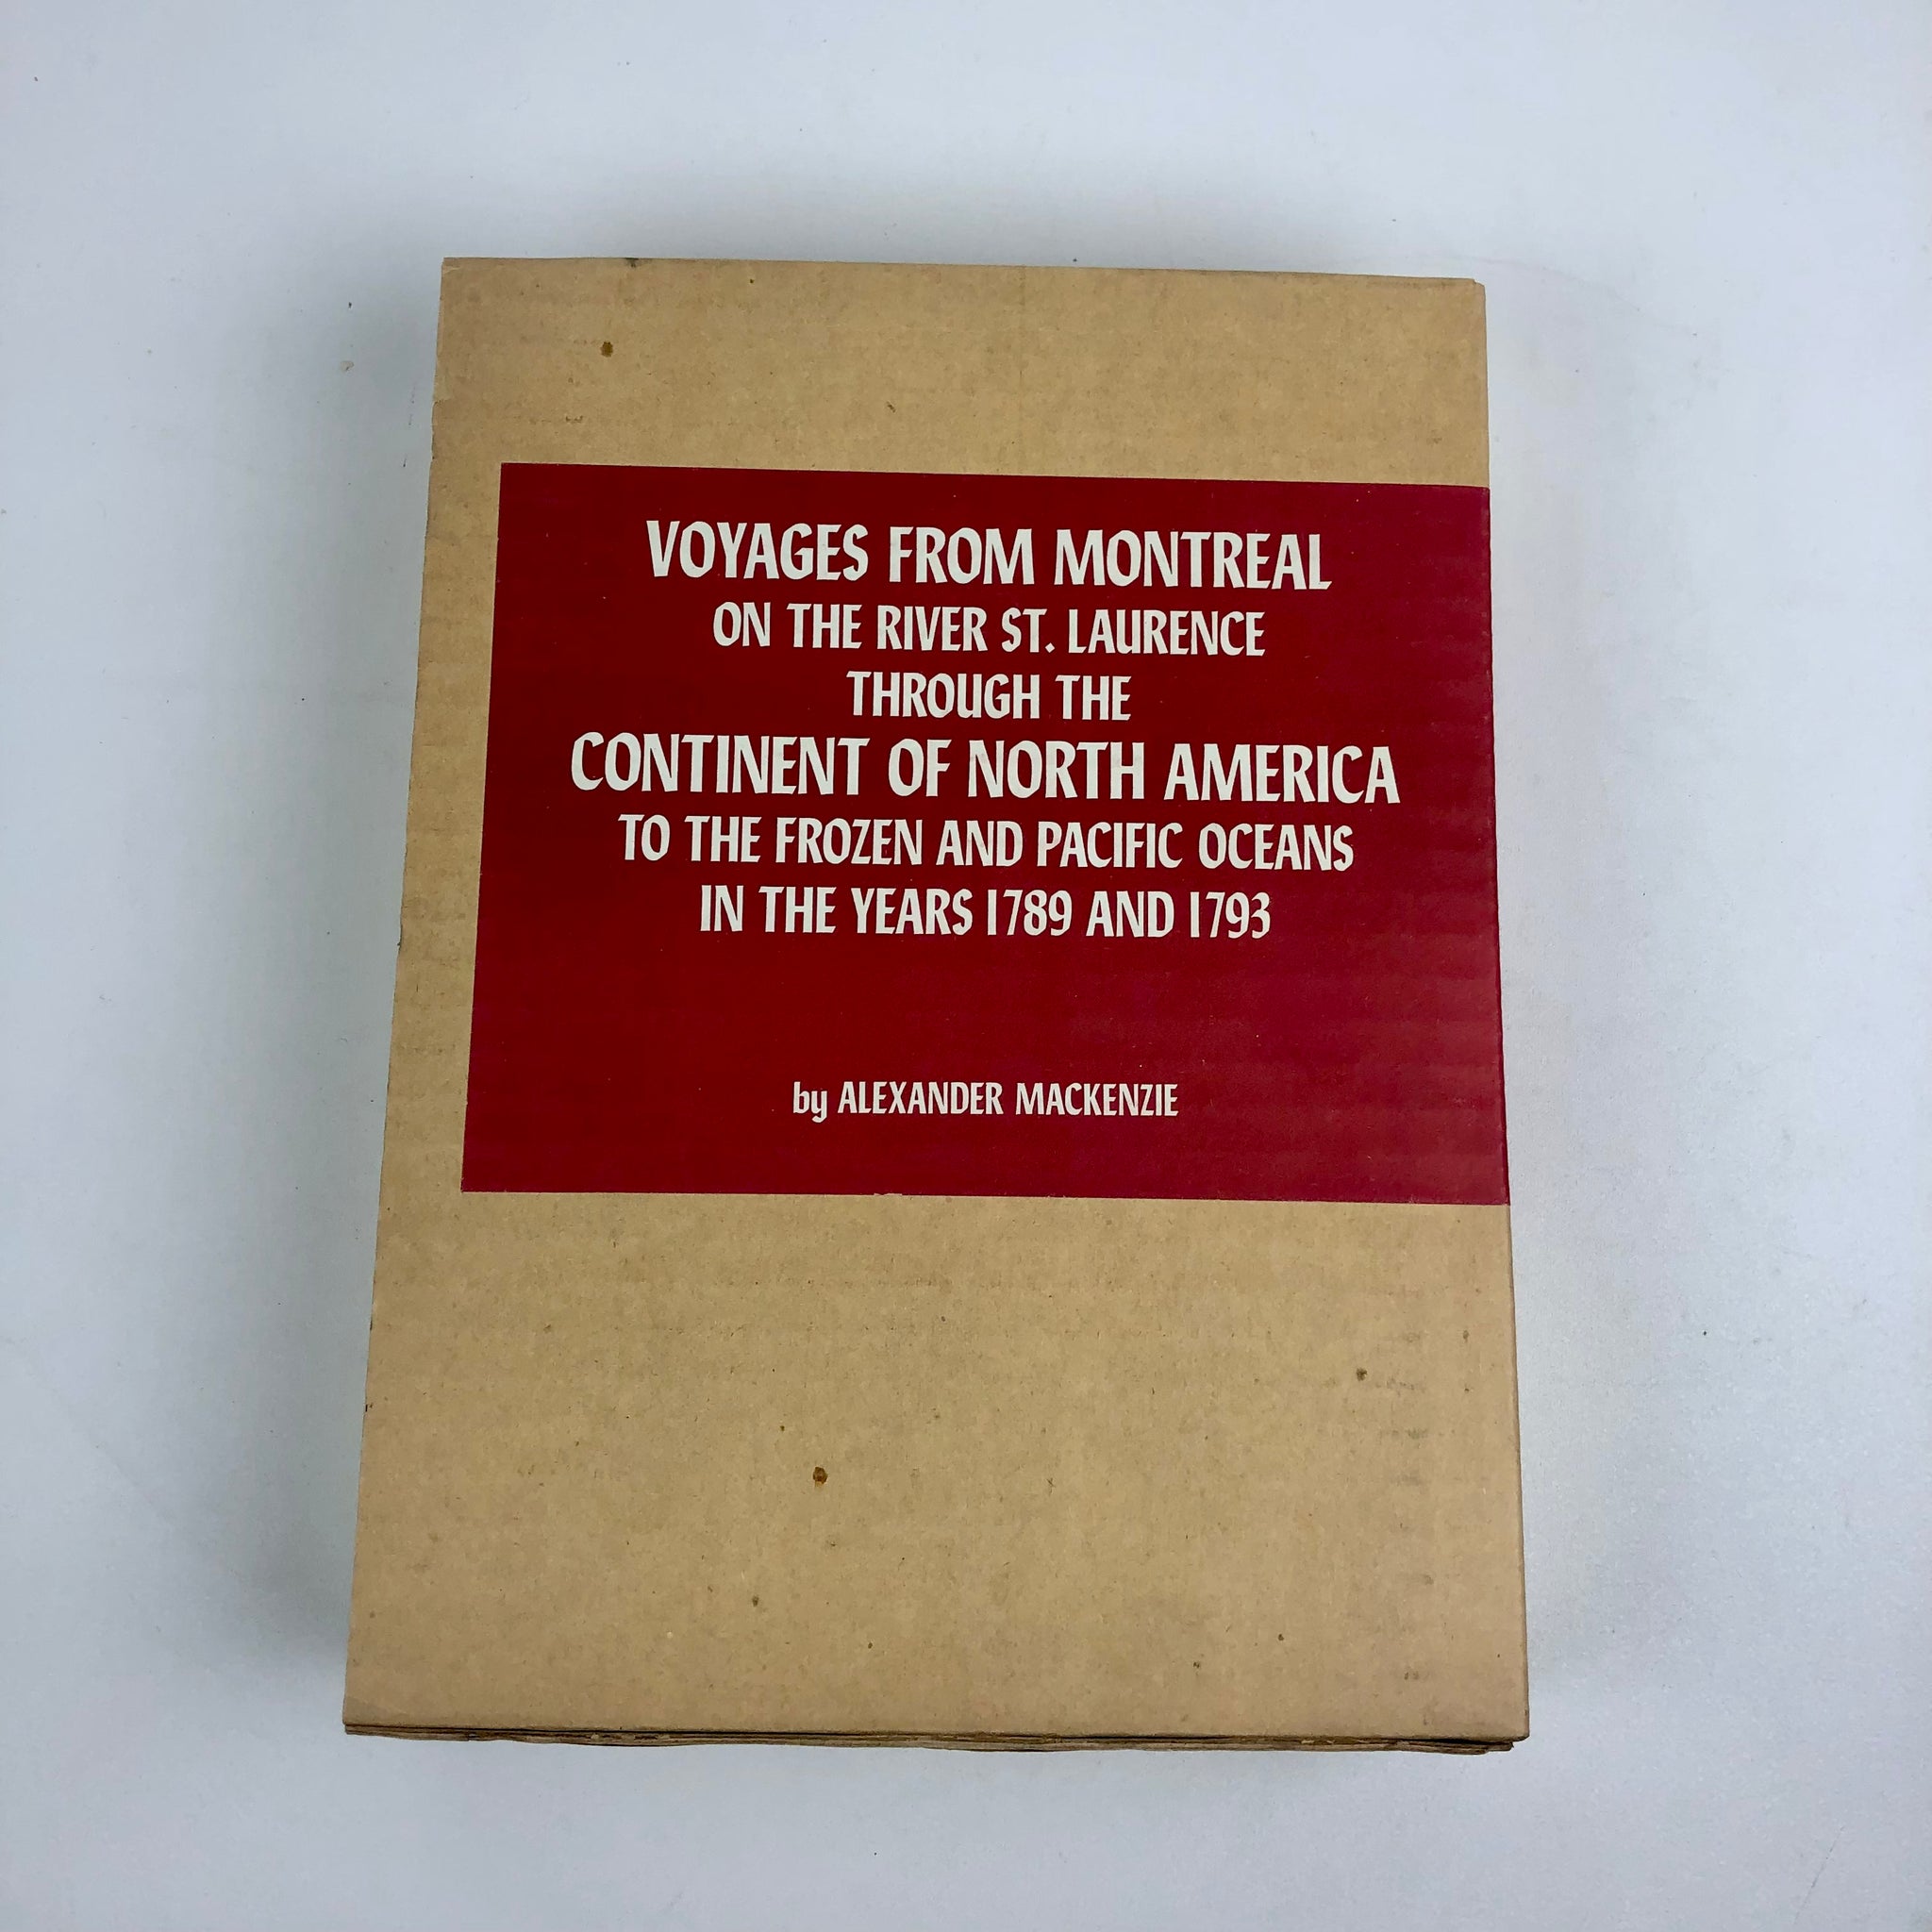 VOYAGES FROM MONTREAL
ON THE RIVER ST. LAURENCE
THROUGH THE
CONTINENT OF NORTH AMERICA
TO THE FROZEN AND PACIFIC OCEANS
IN THE YEARS 1789 AND 1793
by ALEXANDER MACKENZIE